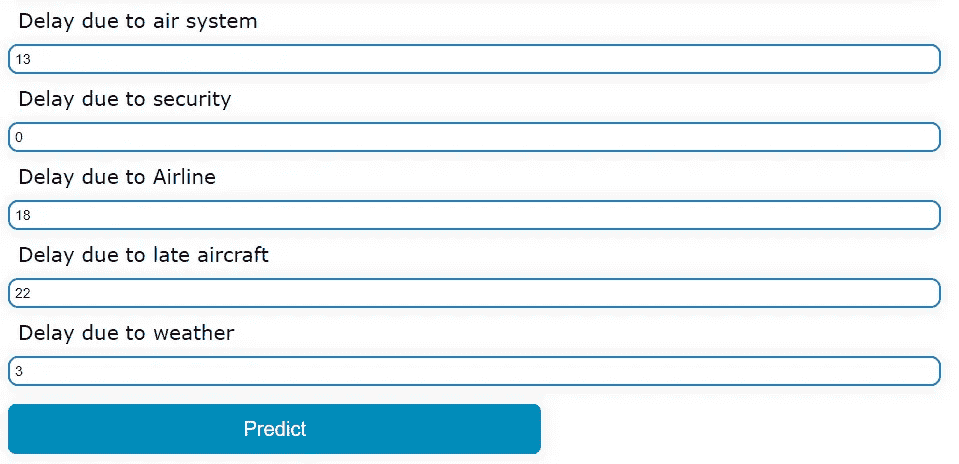 Delay due to air system
13
Delay due to security
0
Delay due to Airline
18
Delay due to late aircraft
22
Delay due to weather
3
Predict